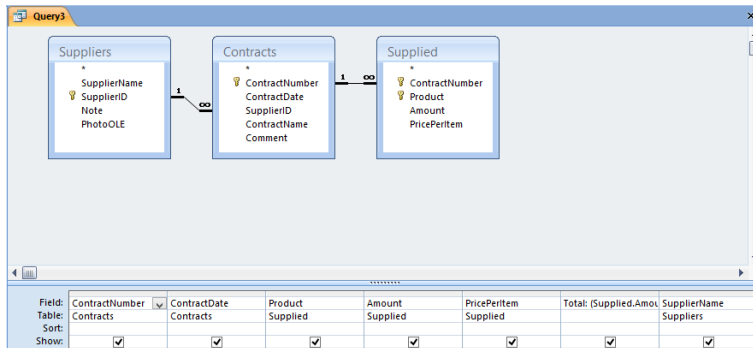 Query3
Suppliers
*
SupplierName
SupplierID
Note
PhotoOLE
Contracts
*
ContractNumber
ContractDate
SupplierID
ContractName
Comment
Supplied
*
ContractNumber
Product
Amount
PricePerItem
1 ∞
1 ∞
Field: ContractNumber ContractDate Product Amount PricePerItem Total: (Supplied.Amou SupplierName
Table: Contracts Contracts Supplied Supplied Supplied Suppliers
Sort:
Show: